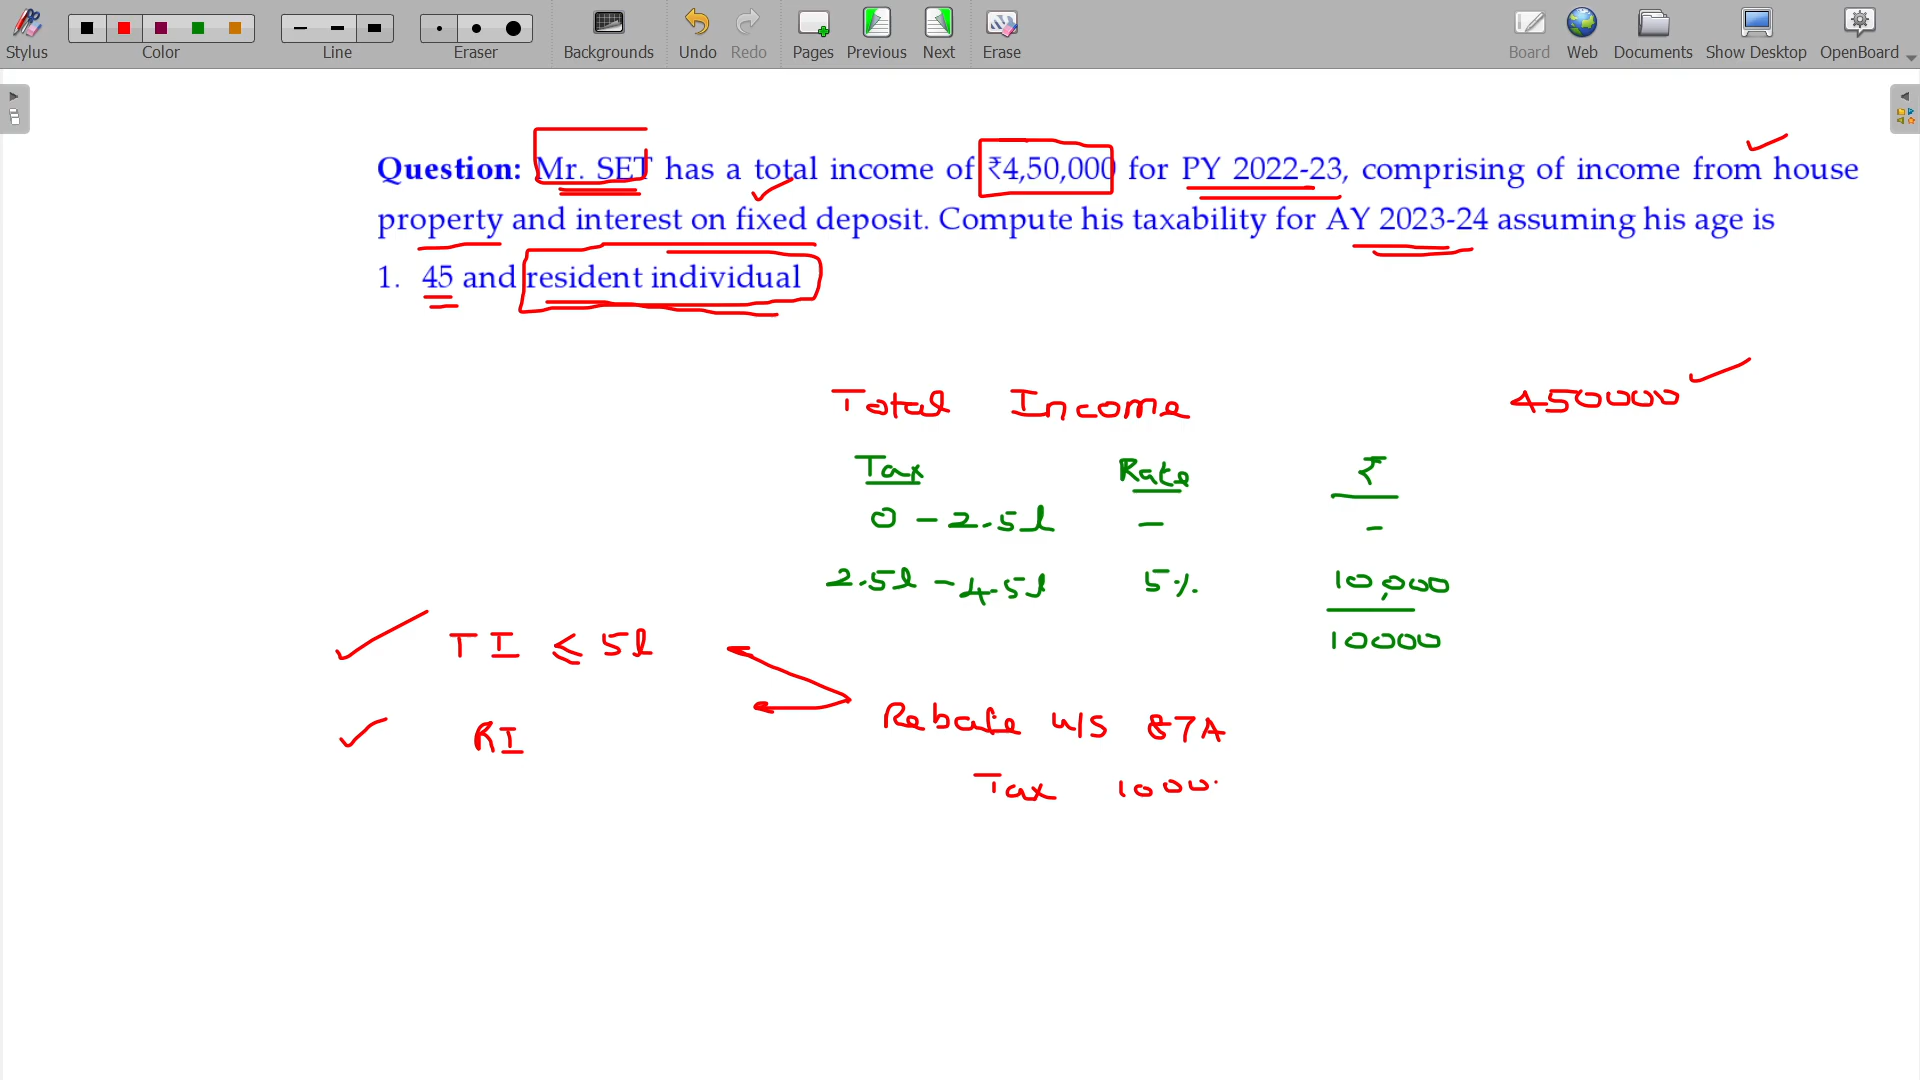 Stylus Color Line Eraser Backgrounds Undo Redo Pages Previous Next Erase Board Web Documents Show Desktop OpenBoard
Question: Mr. SET has a total income of ₹4,50,000 for PY 2022-23, comprising of income from house
property and interest on fixed deposit. Compute his taxability for AY 2023-24 assuming his age is
1. 45 and resident individual
Total Income 450000
Tax Rate ₹
0 - 2.5l - -
2.5l - 4.5l 5% 10,000
10000
TI ≤ 5l
Rebate u/s 87A
RI
Tax 1000